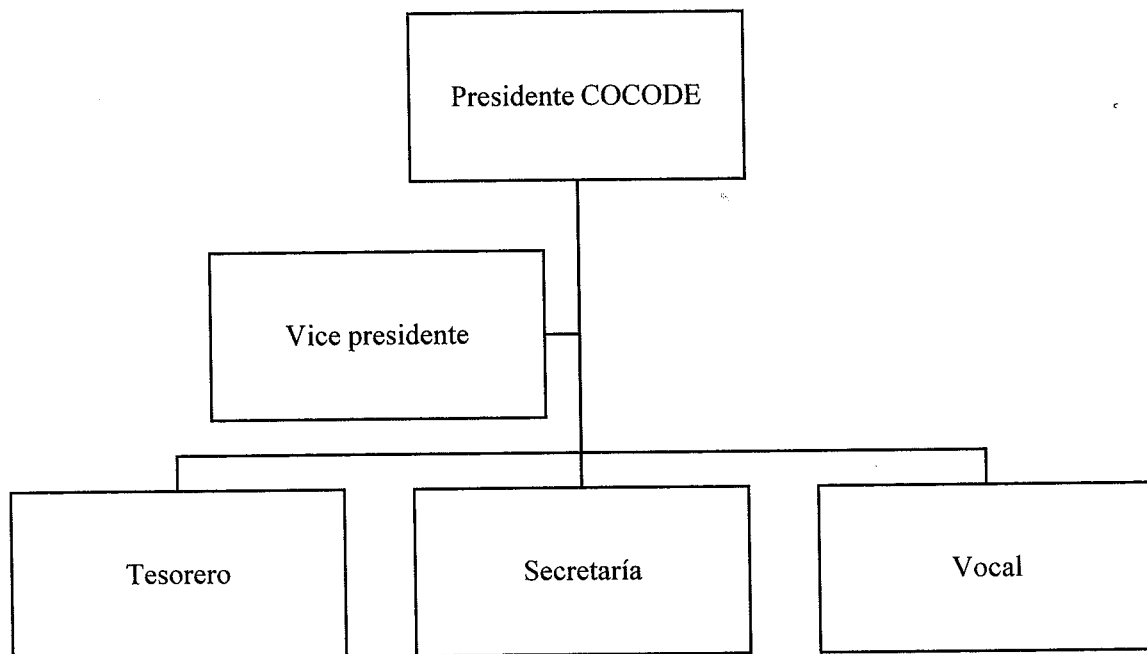 Presidente COCODE
Vice presidente
Tesorero
Secretaría
Vocal